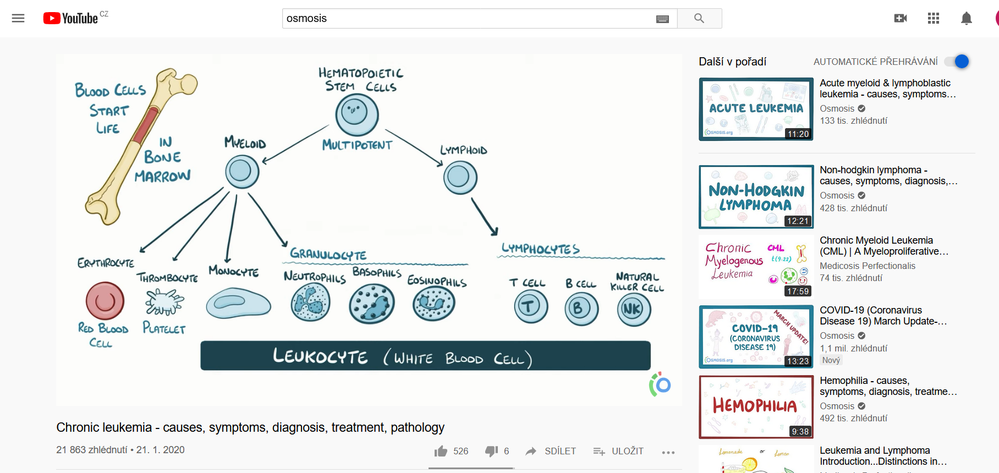 YouTube CZ
osmosis
BLOOD CELLS
START
LIFE
IN
BONE
MARROW
HEMATOPOIETIC
STEM CELLS
MULTIPOTENT
MYELOID
LYMPHOID
ERYTHROCYTE
THROMBOCYTE
MONOCYTE
GRANULOCYTE
NEUTROPHILS
BASOPHILS
EOSINOPHILS
LYMPHOCYTES
T CELL
B CELL
NATURAL
KILLER CELL
T
B
NK
RED BLOOD
CELL
PLATELET
LEUKOCYTE (WHITE BLOOD CELL)
Chronic leukemia - causes, symptoms, diagnosis, treatment, pathology
21 863 zhlédnutí • 21. 1. 2020
526
6
SDÍLET
ULOŽIT
Další v pořadí
AUTOMATICKÉ PŘEHRÁVÁNÍ
ACUTE LEUKEMIA
OSMOSIS.org
11:20
Acute myeloid & lymphoblastic
leukemia - causes, symptoms…
Osmosis
133 tis. zhlédnutí
NON-HODGKIN
LYMPHOMA
12:21
Non-hodgkin lymphoma -
causes, symptoms, diagnosis,…
Osmosis
428 tis. zhlédnutí
Chronic
Myelogenous
Leukemia
CML
t(9:22)
17:59
Chronic Myeloid Leukemia
(CML) | A Myeloproliferative…
Medicosis Perfectionalis
74 tis. zhlédnutí
COVID-19
(CORONAVIRUS
DISEASE 19)
MARCH UPDATE!
OSMOSIS.org
13:23
COVID-19 (Coronavirus
Disease 19) March Update-…
Osmosis
1,1 mil. zhlédnutí
Nový
HEMOPHILIA
9:38
Hemophilia - causes,
symptoms, diagnosis, treatme…
Osmosis
492 tis. zhlédnutí
Lemonade or Lemon
Leukemia and Lymphoma
Introduction...Distinctions in…